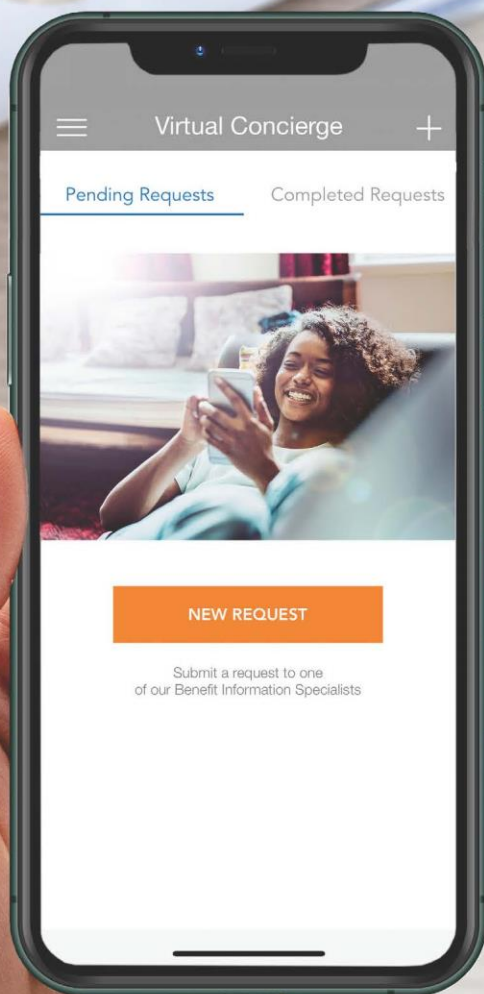 Virtual Concierge
Pending Requests
Completed Requests
NEW REQUEST
Submit a request to one
of our Benefit Information Specialists